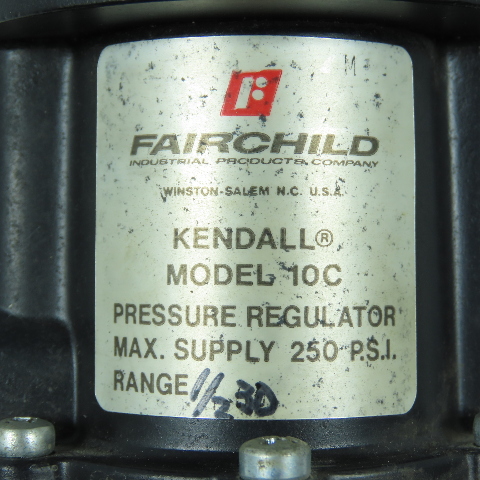 M
FAIRCHILD
INDUSTRIAL PRODUCTS COMPANY
WINSTON-SALEM N.C. U.S.A.
KENDALL®
MODEL 10C
PRESSURE REGULATOR
MAX. SUPPLY 250 P.S.I.
RANGE 1/2 30